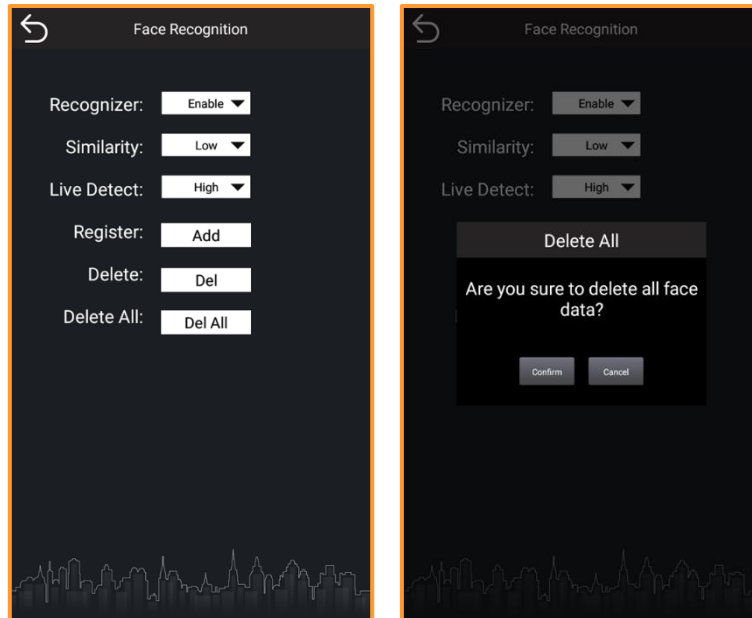 Face Recognition
Recognizer: Enable
Similarity: Low
Live Detect: High
Register: Add
Delete: Del
Delete All: Del All
Face Recognition
Recognizer: Enable
Similarity: Low
Live Detect: High
Delete All
Are you sure to delete all face
data?
Confirm Cancel